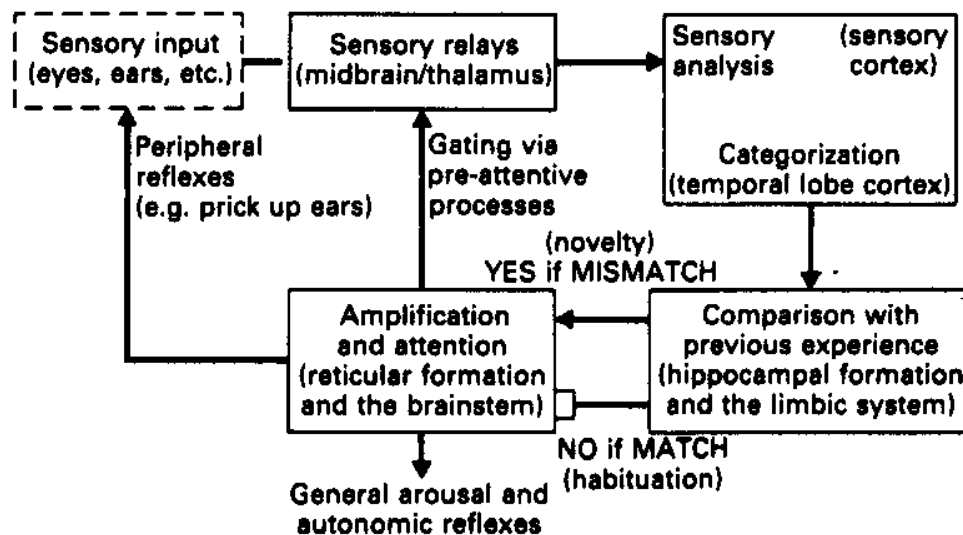 Sensory input
(eyes, ears, etc.)
Sensory relays
(midbrain/thalamus)
Sensory (sensory
analysis cortex)
Categorization
(temporal lobe cortex)
Peripheral
reflexes
(e.g. prick up ears)
Gating via
pre-attentive
processes
(novelty)
YES if MISMATCH
Amplification
and attention
(reticular formation
and the brainstem)
Comparison with
previous experience
(hippocampal formation
and the limbic system)
NO if MATCH
(habituation)
General arousal and
autonomic reflexes